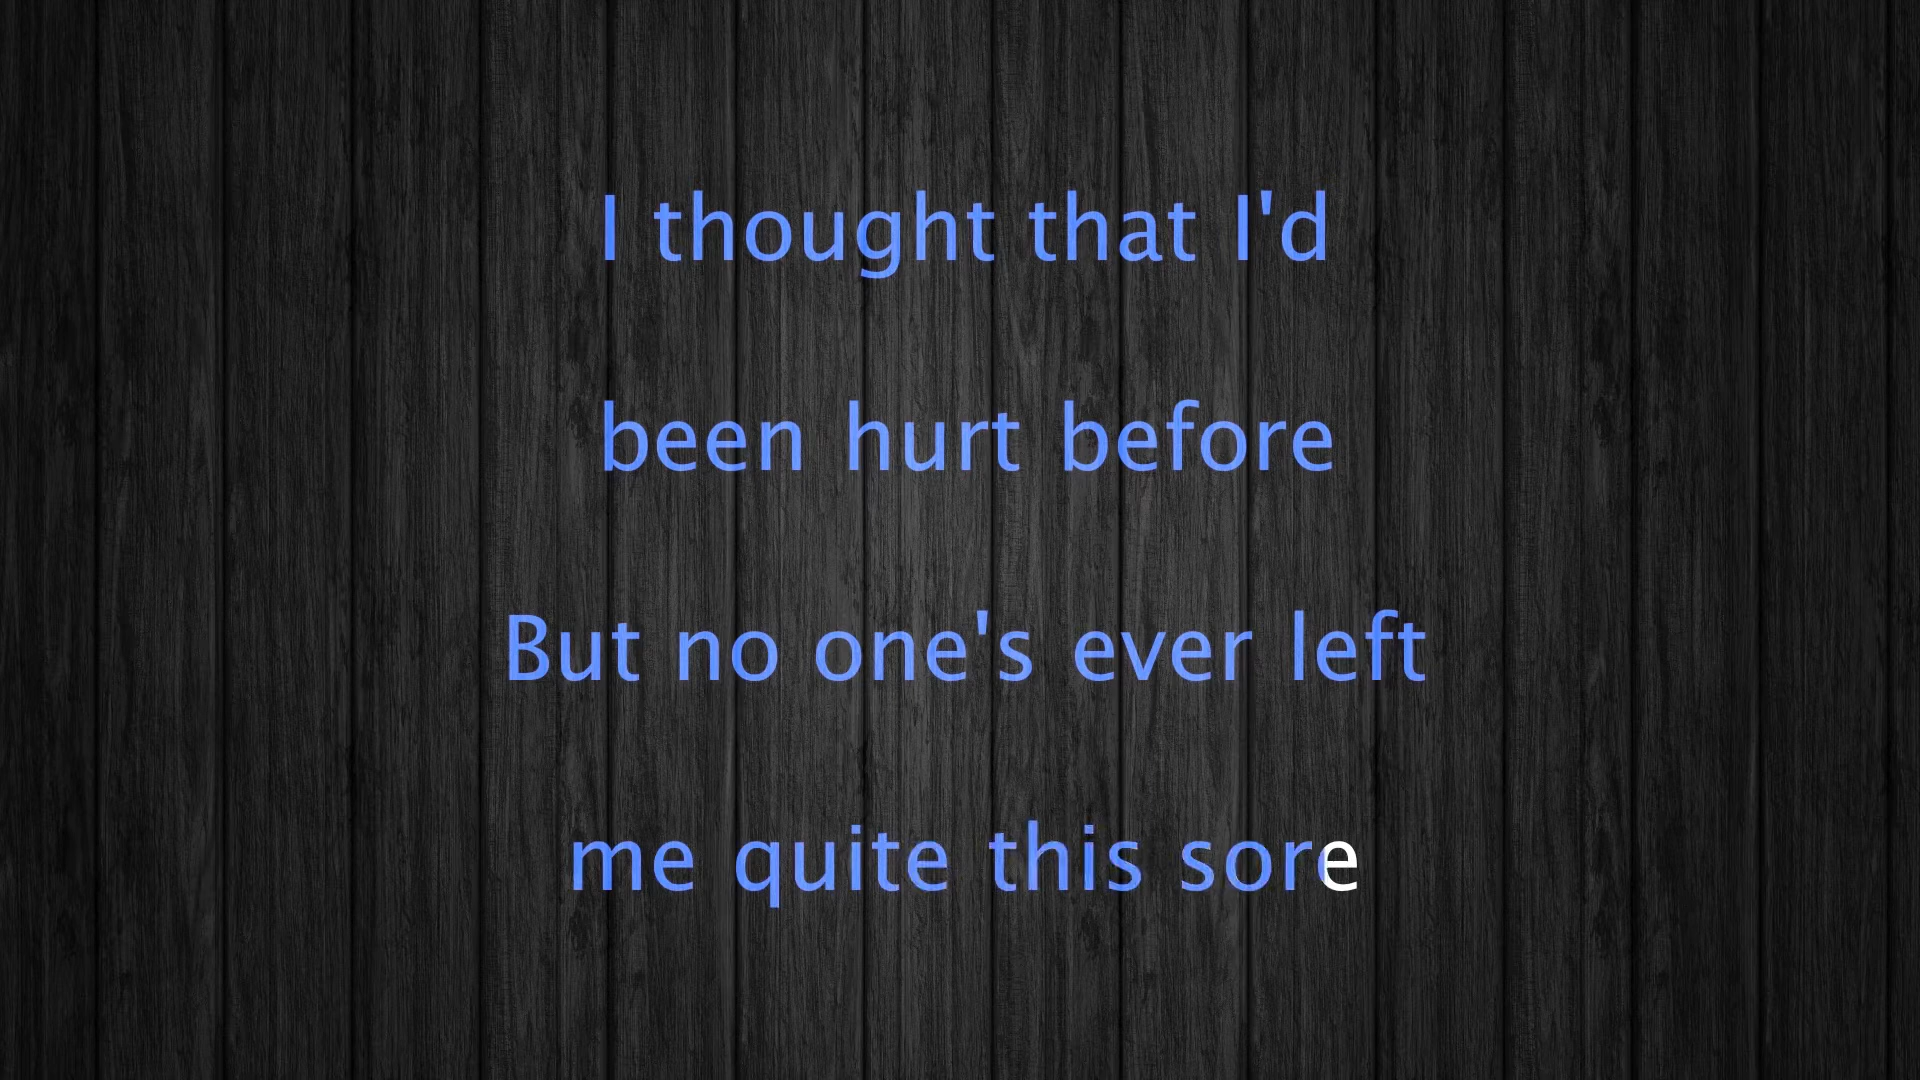 I thought that I'd
been hurt before
But no one's ever left
me quite this sore